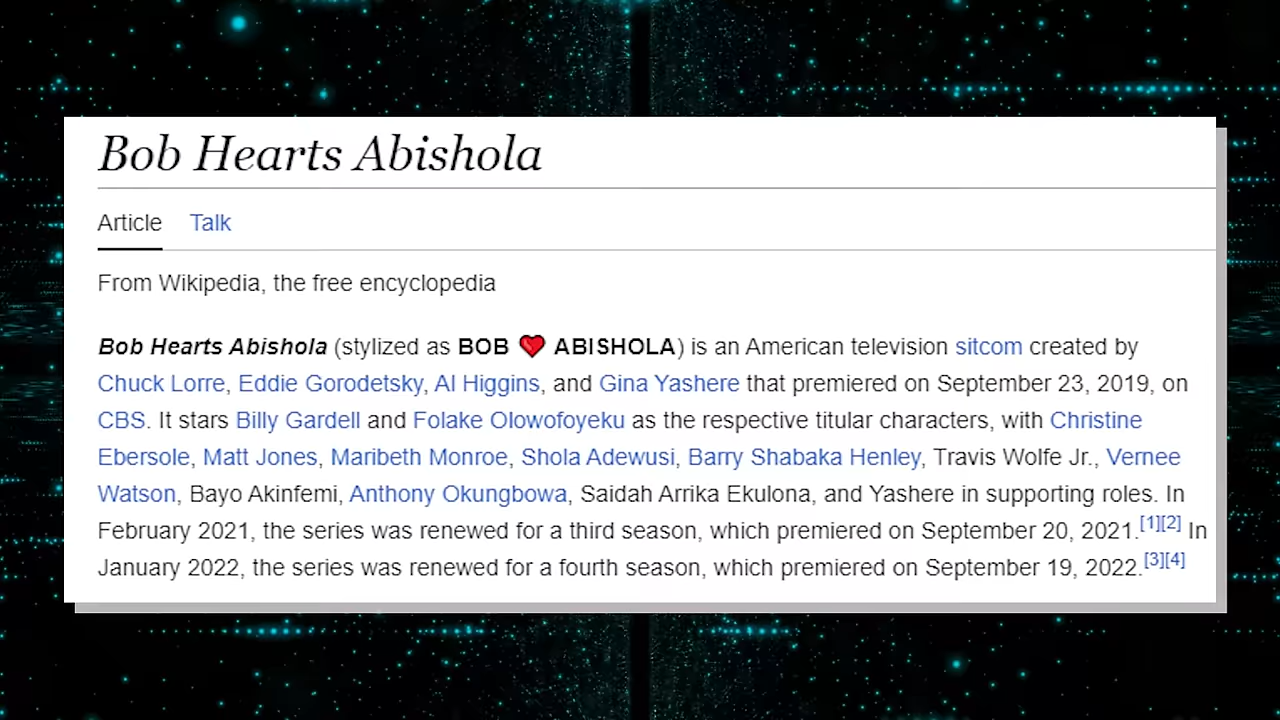 Bob Hearts Abishola
Article Talk
From Wikipedia, the free encyclopedia
Bob Hearts Abishola (stylized as BOB ❤ ABISHOLA) is an American television sitcom created by
Chuck Lorre, Eddie Gorodetsky, Al Higgins, and Gina Yashere that premiered on September 23, 2019, on
CBS. It stars Billy Gardell and Folake Olowofoyeku as the respective titular characters, with Christine
Ebersole, Matt Jones, Maribeth Monroe, Shola Adewusi, Barry Shabaka Henley, Travis Wolfe Jr., Vernee
Watson, Bayo Akinfemi, Anthony Okungbowa, Saidah Arrika Ekulona, and Yashere in supporting roles. In
February 2021, the series was renewed for a third season, which premiered on September 20, 2021.[1][2] In
January 2022, the series was renewed for a fourth season, which premiered on September 19, 2022.[3][4]